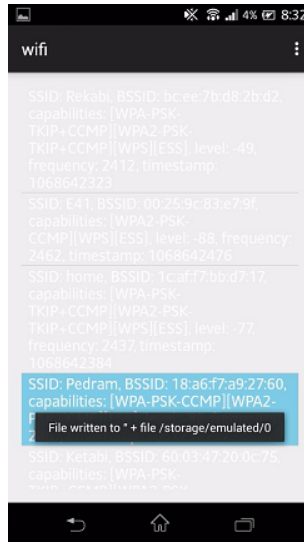 4% 8:32
wifi
SSID: Rekabi, BSSID: bc:ee:7b:d8:2b:d2,
capabilities: [WPA-PSK-
TKIP+CCMP][WPA2-PSK-
TKIP+CCMP][WPS][ESS], level: -49,
frequency: 2412, timestamp:
1068642323
SSID: E41, BSSID: 00:25:9c:83:e7:9f,
capabilities: [WPA2-PSK-
CCMP][WPS][ESS], level: -88, frequency:
2462, timestamp: 1068642476
SSID: home, BSSID: 1c:af:f7:bb:d7:17,
capabilities: [WPA-PSK-
TKIP+CCMP][WPA2-PSK-
TKIP+CCMP][ESS], level: -77,
frequency: 2437, timestamp:
1068642384
SSID: Pedram, BSSID: 18:a6:f7:a9:27:60,
capabilities: [WPA-PSK-CCMP][WPA2-
File written to " + file /storage/emulated/0
SSID: Ketabi, BSSID: 60:03:47:20:0c:75,
capabilities: [WPA-PSK-